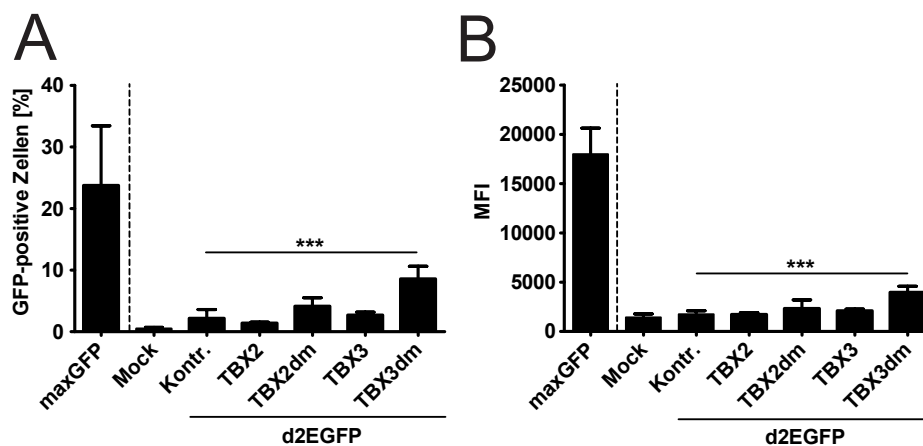 A
GFP-positive Zellen [%]
40
30
20
10
0
***
maxGFP
Mock
Kontr.
TBX2
TBX2dm
TBX3
TBX3dm
d2EGFP
B
MFI
25000
20000
15000
10000
5000
0
***
maxGFP
Mock
Kontr.
TBX2
TBX2dm
TBX3
TBX3dm
d2EGFP